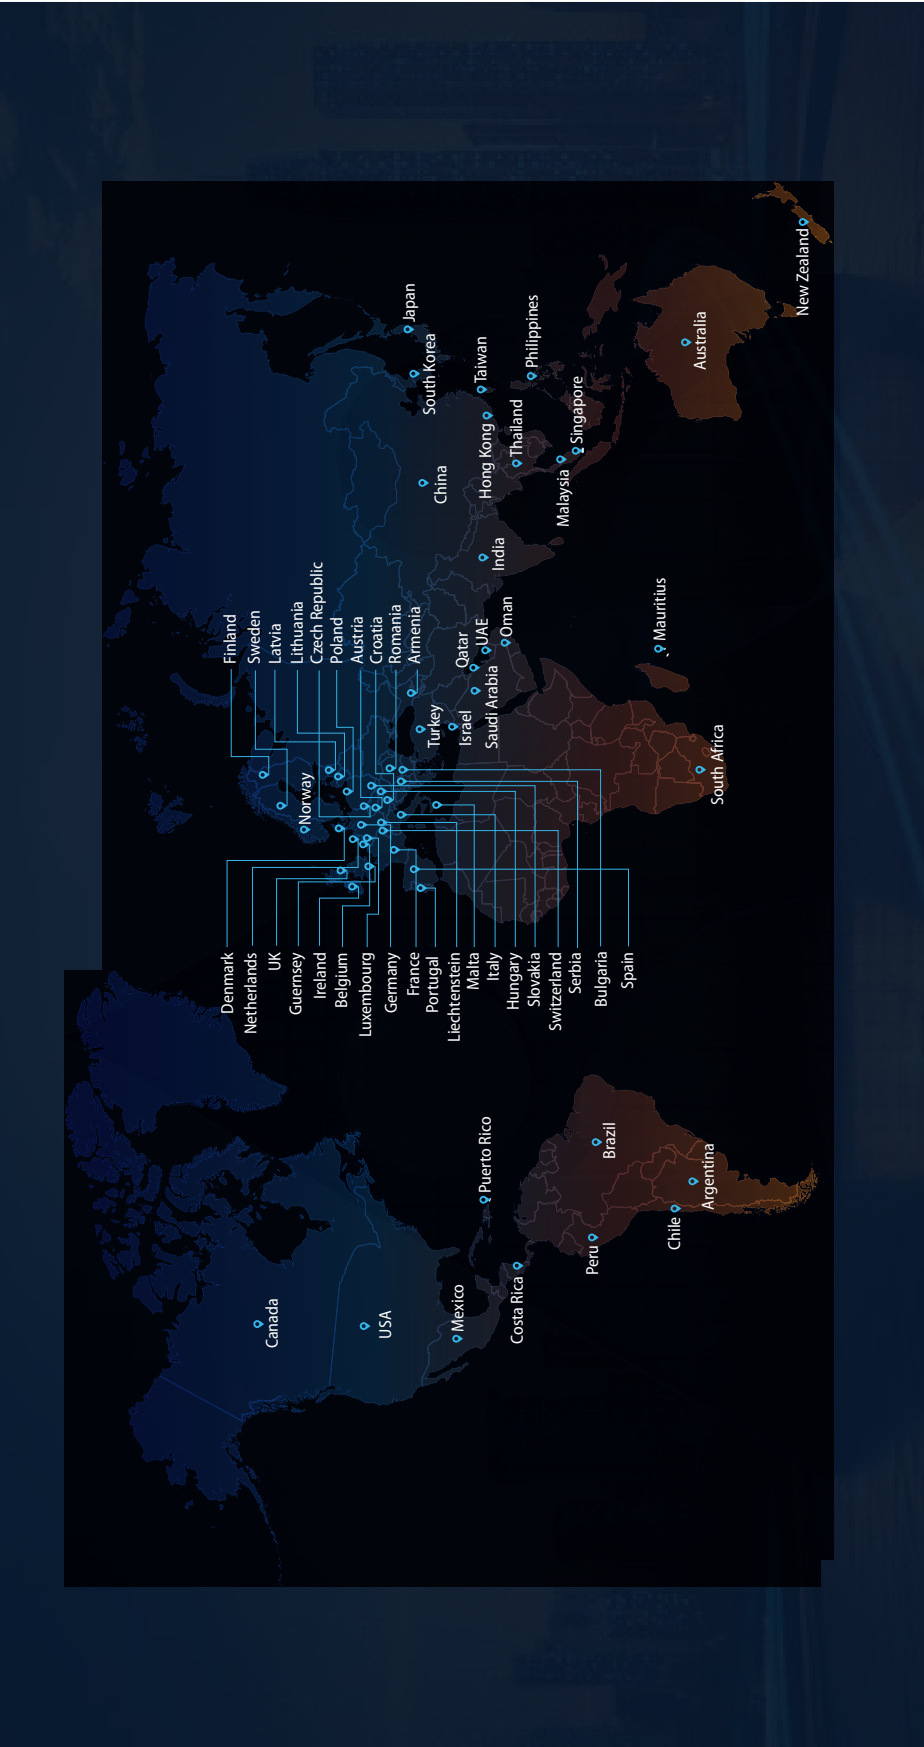 Finland
Sweden
Latvia
Lithuania
Czech Republic
Poland
Austria
Croatia
Romania
Armenia
Norway
Denmark
Netherlands
UK
Guernsey
Ireland
Belgium
Luxembourg
Germany
France
Portugal
Liechtenstein
Malta
Italy
Hungary
Slovakia
Switzerland
Serbia
Bulgaria
Spain
Canada
USA
Mexico
Puerto Rico
Costa Rica
Peru
Brazil
Chile
Argentina
Turkey
Israel
Qatar
Saudi Arabia
UAE
Oman
India
China
Japan
South Korea
Taiwan
Hong Kong
Philippines
Thailand
Malaysia
Singapore
Mauritius
South Africa
Australia
New Zealand